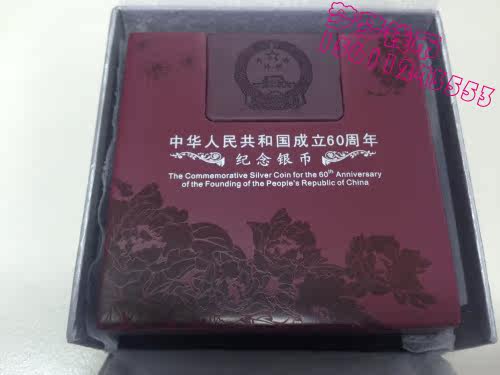 中华人民共和国成立60周年
纪念银币
The Commemorative Silver Coin for the 60th Anniversary
of the Founding of the People's Republic of China